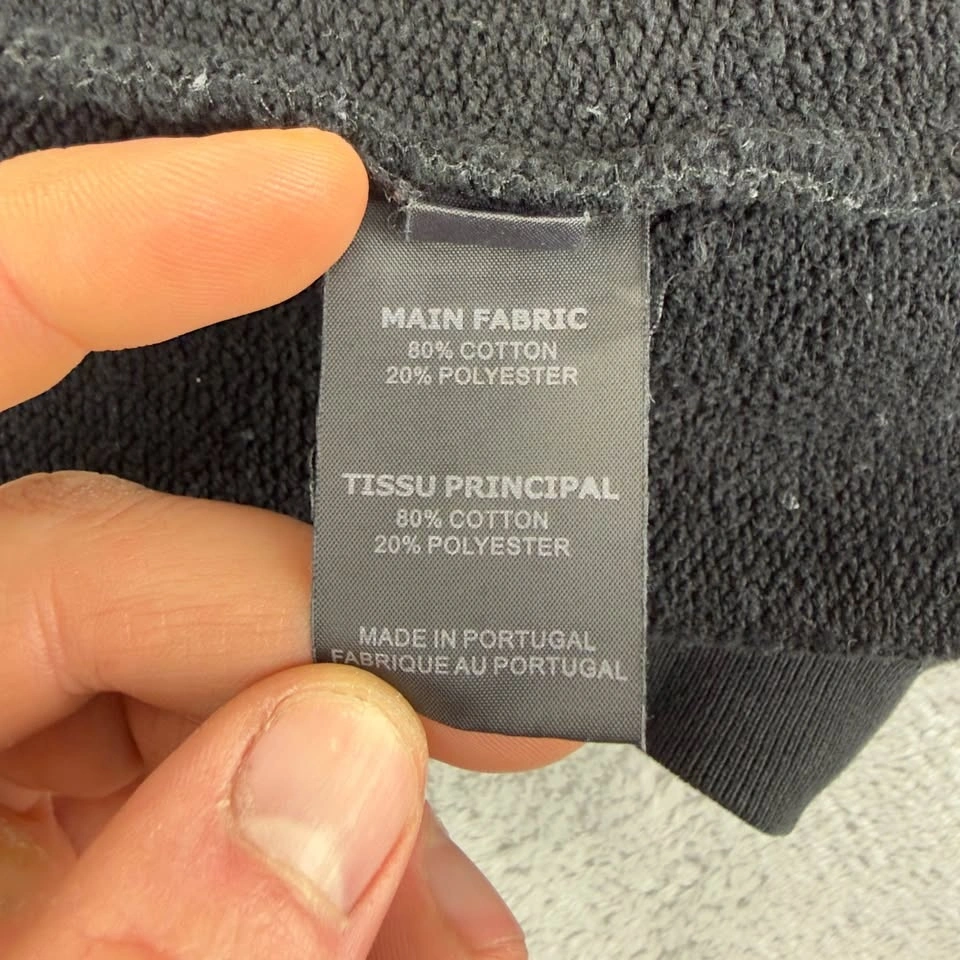 MAIN FABRIC
80% COTTON
20% POLYESTER
TISSU PRINCIPAL
80% COTTON
20% POLYESTER
MADE IN PORTUGAL
FABRIQUE AU PORTUGAL